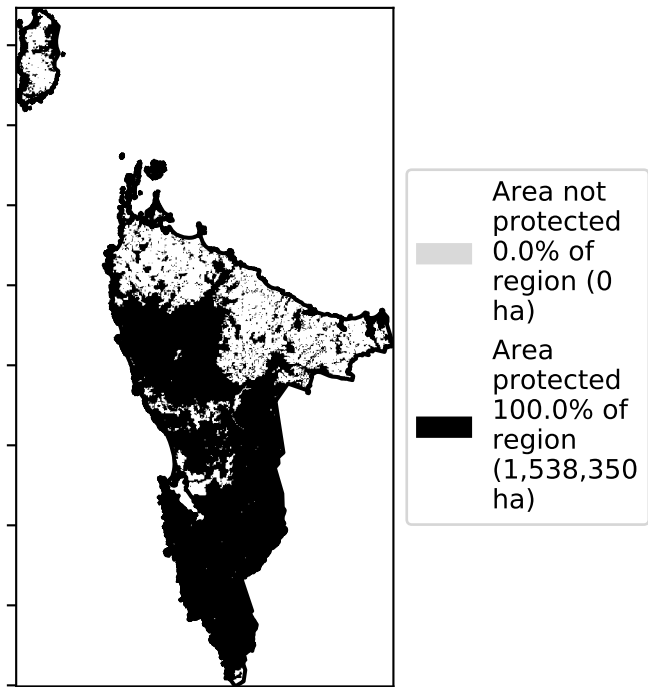 Area not
protected
0.0% of
region (0
ha)
Area
protected
100.0% of
region
(1,538,350
ha)